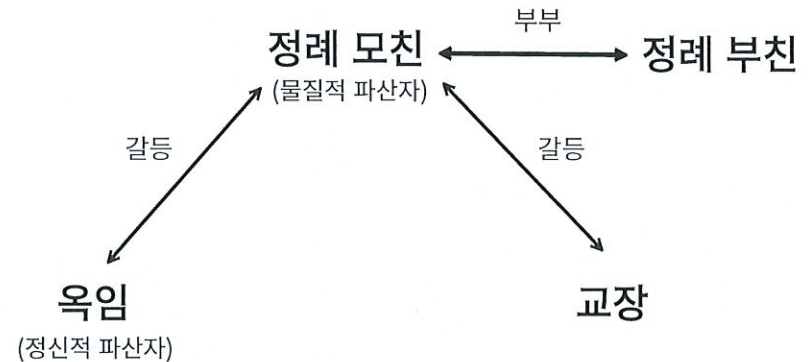 부부
정례 모친
정례 부친
(물질적 파산자)
갈등
갈등
옥임
교장
(정신적 파산자)